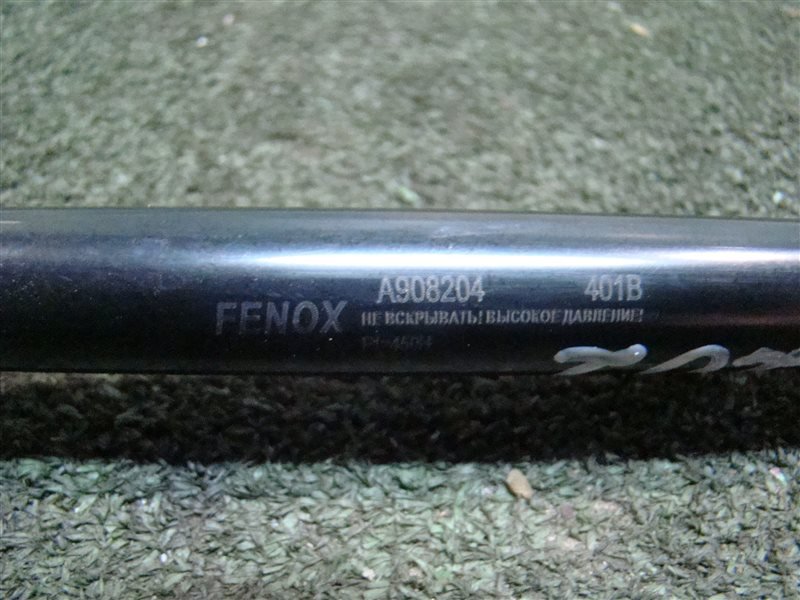 A908204 401B
FENOX НЕ ВСКРЫВАТЬ! ВЫСОКОЕ ДАВЛЕНИЕ!